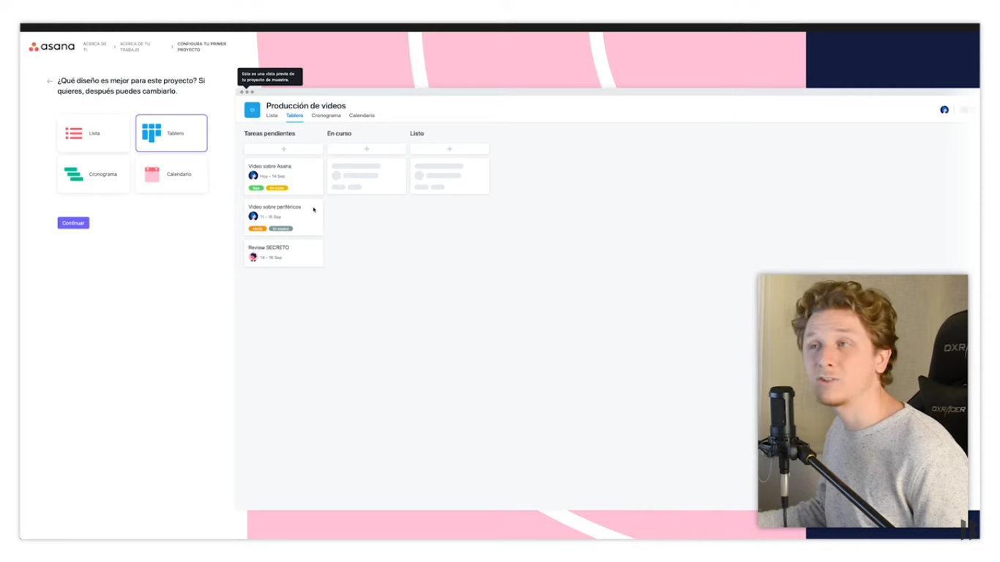 asana
ACERCA DE
TI
ACERCA DE TU
TRABAJO
CONFIGURA TU PRIMER
PROYECTO
← ¿Qué diseño es mejor para este proyecto? Si
quieres, después puedes cambiarlo.
Lista
Tablero
Cronograma
Calendario
Continuar
Esta es una vista previa de
tu proyecto de muestra.
Producción de videos
Lista Tablero Cronograma Calendario
Tareas pendientes
En curso
Listo
Video sobre Asana
Hoy – 14 Sep
Baja En curso
Video sobre periféricos
11 – 15 Sep
Media En espera
Review SECRETO
14 – 16 Sep
DXRACER